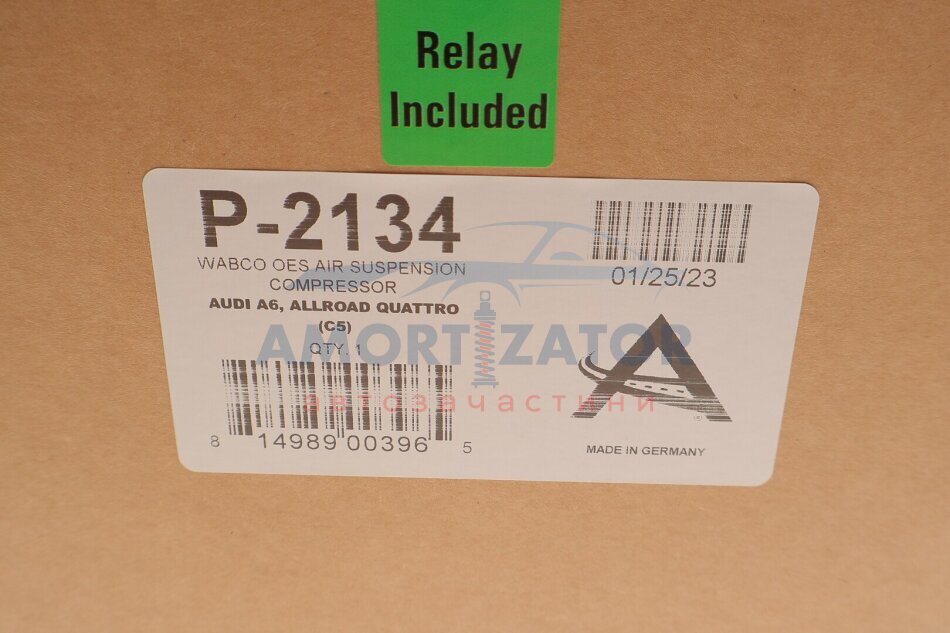 Relay
Included
P-2134
WABCO OES AIR SUSPENSION
COMPRESSOR
AUDI A6, ALLROAD QUATTRO
(C5)
QTY. 1
8 14989 00396 5
01/25/23
MADE IN GERMANY
AMORTIZATOR
автозачастини